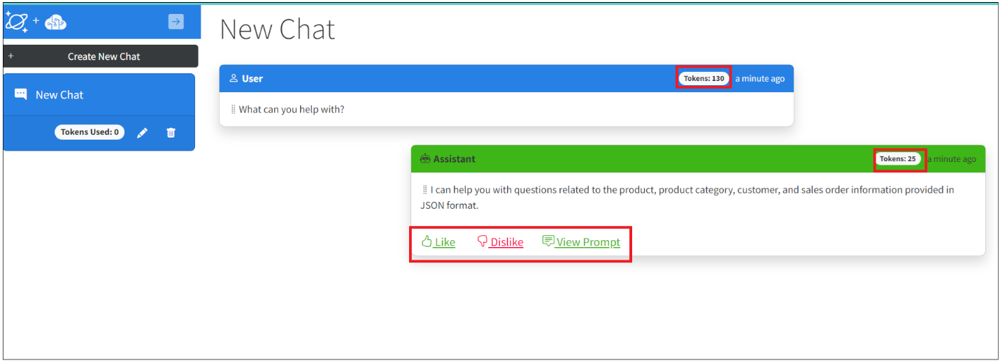 New Chat
+ Create New Chat
New Chat
Tokens Used: 0
User
Tokens: 130 a minute ago
What can you help with?
Assistant
Tokens: 25 a minute ago
I can help you with questions related to the product, product category, customer, and sales order information provided in
JSON format.
Like Dislike View Prompt